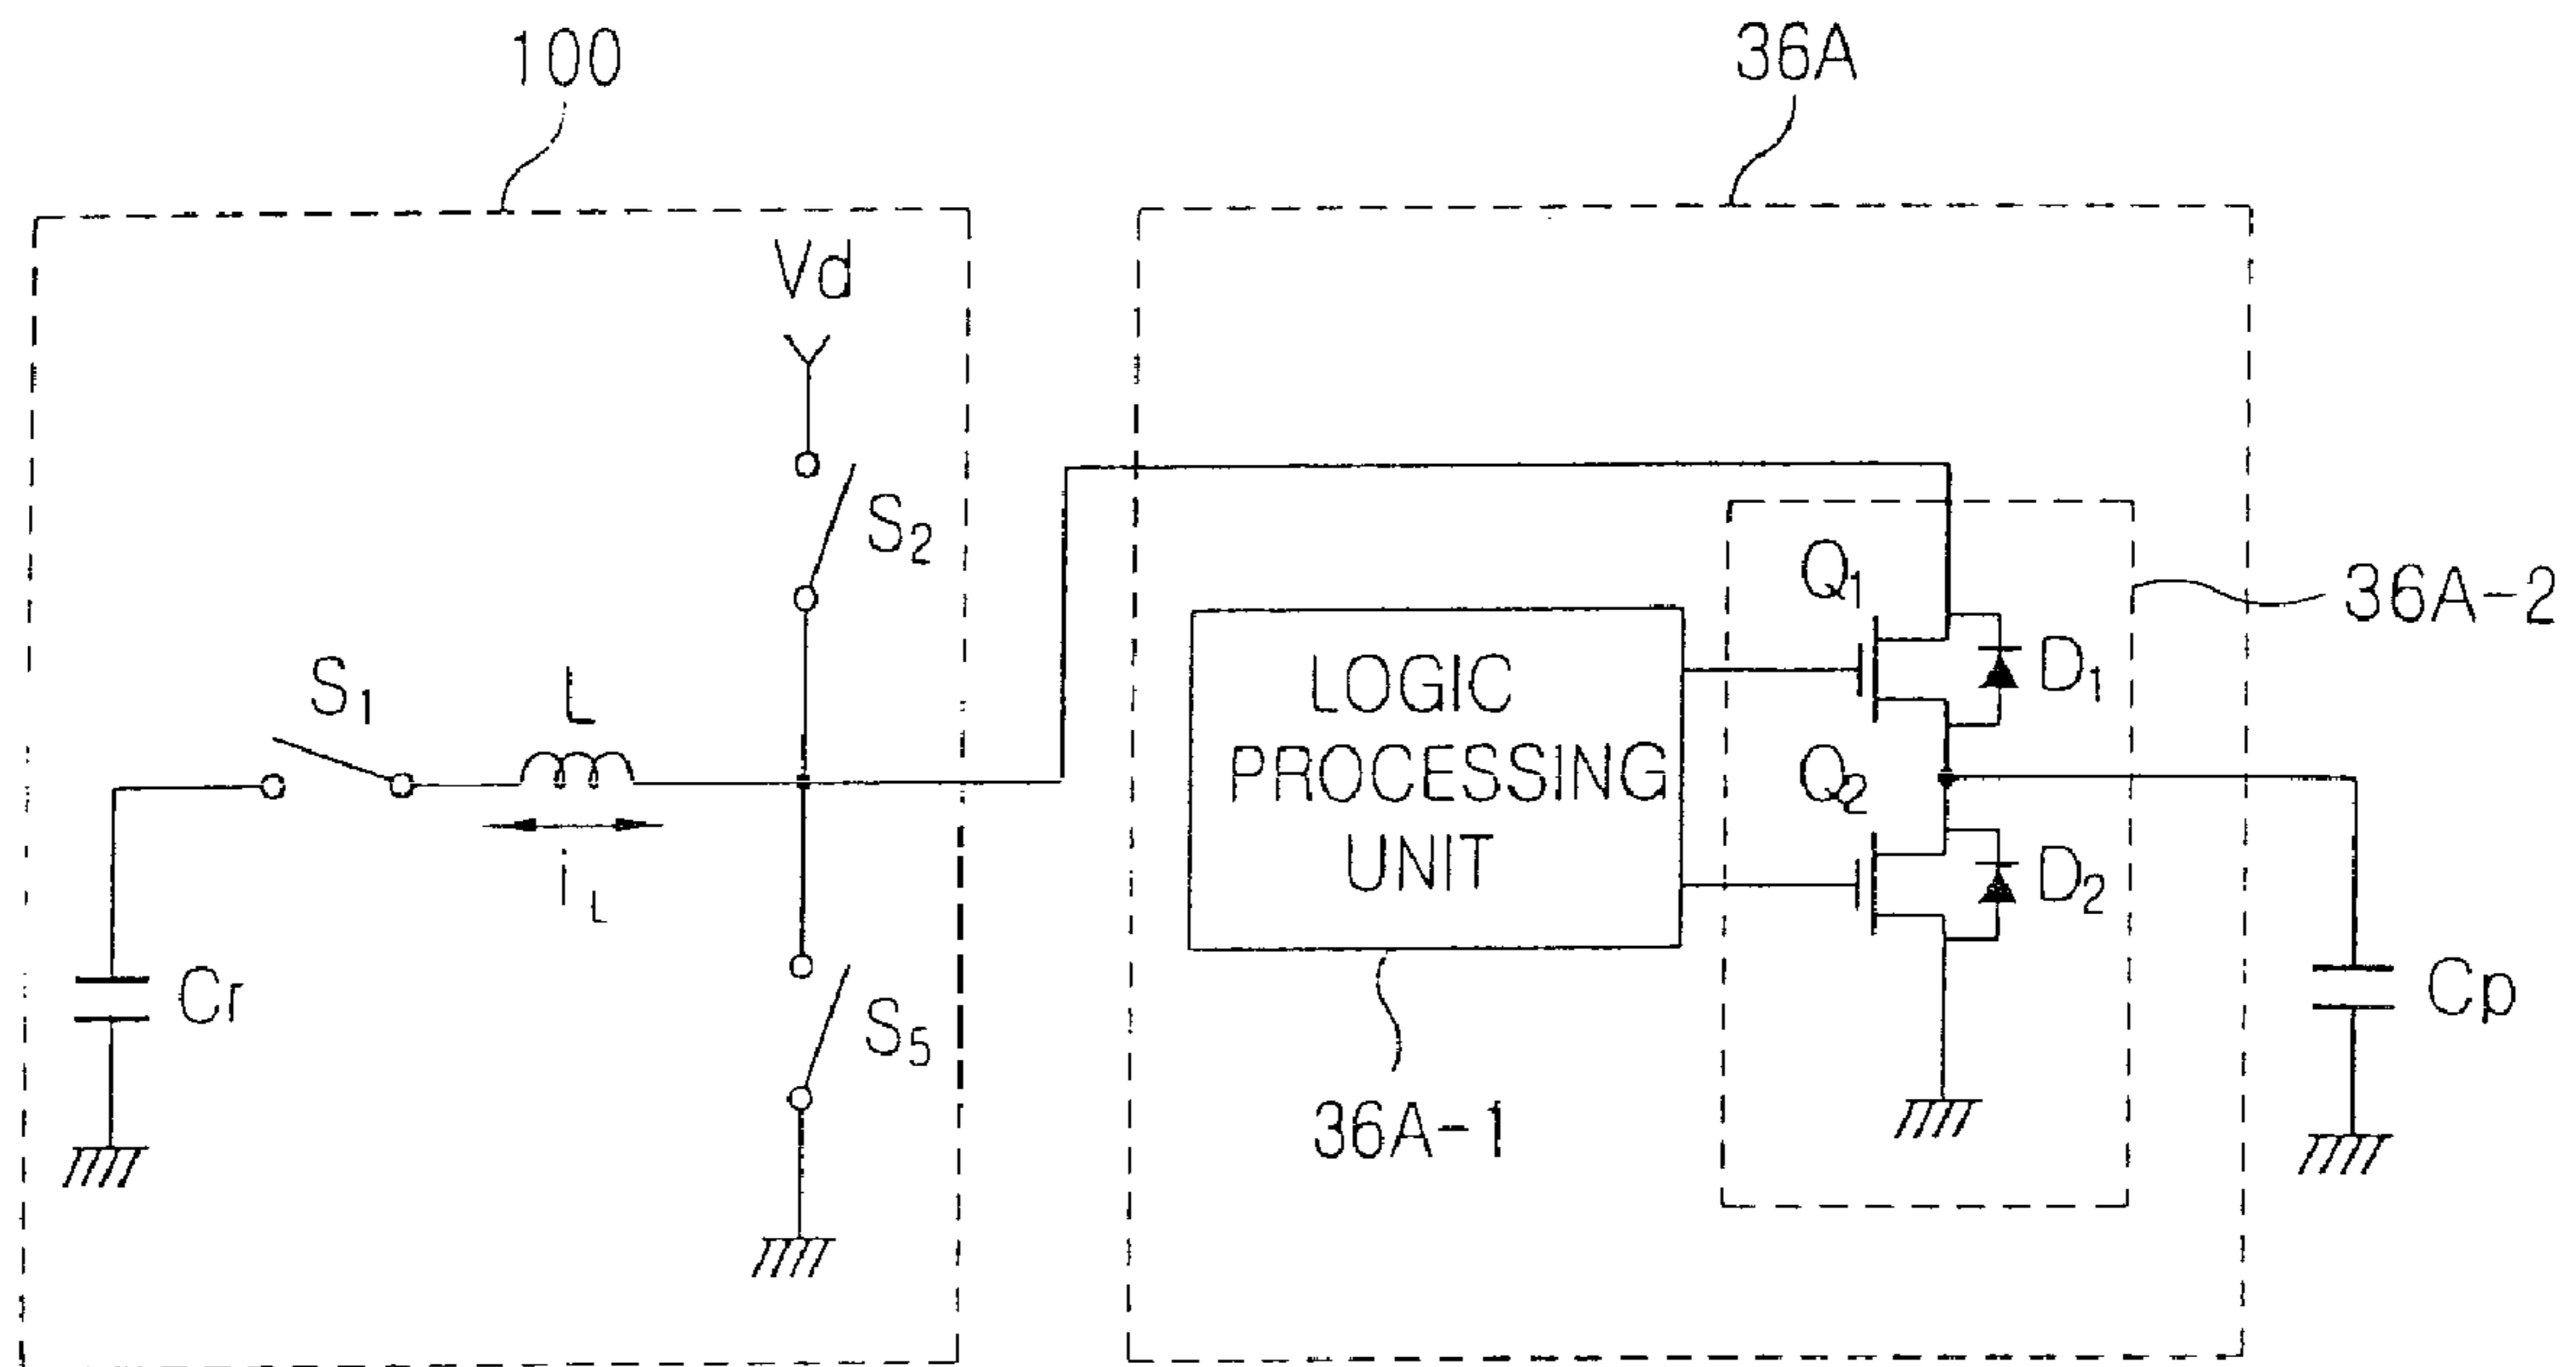 100
36A
Vd
S2
Q1
36A-2
S1
L
LOGIC
PROCESSING
UNIT
D1
Q2
iL
D2
Cr
S5
Cp
36A-1